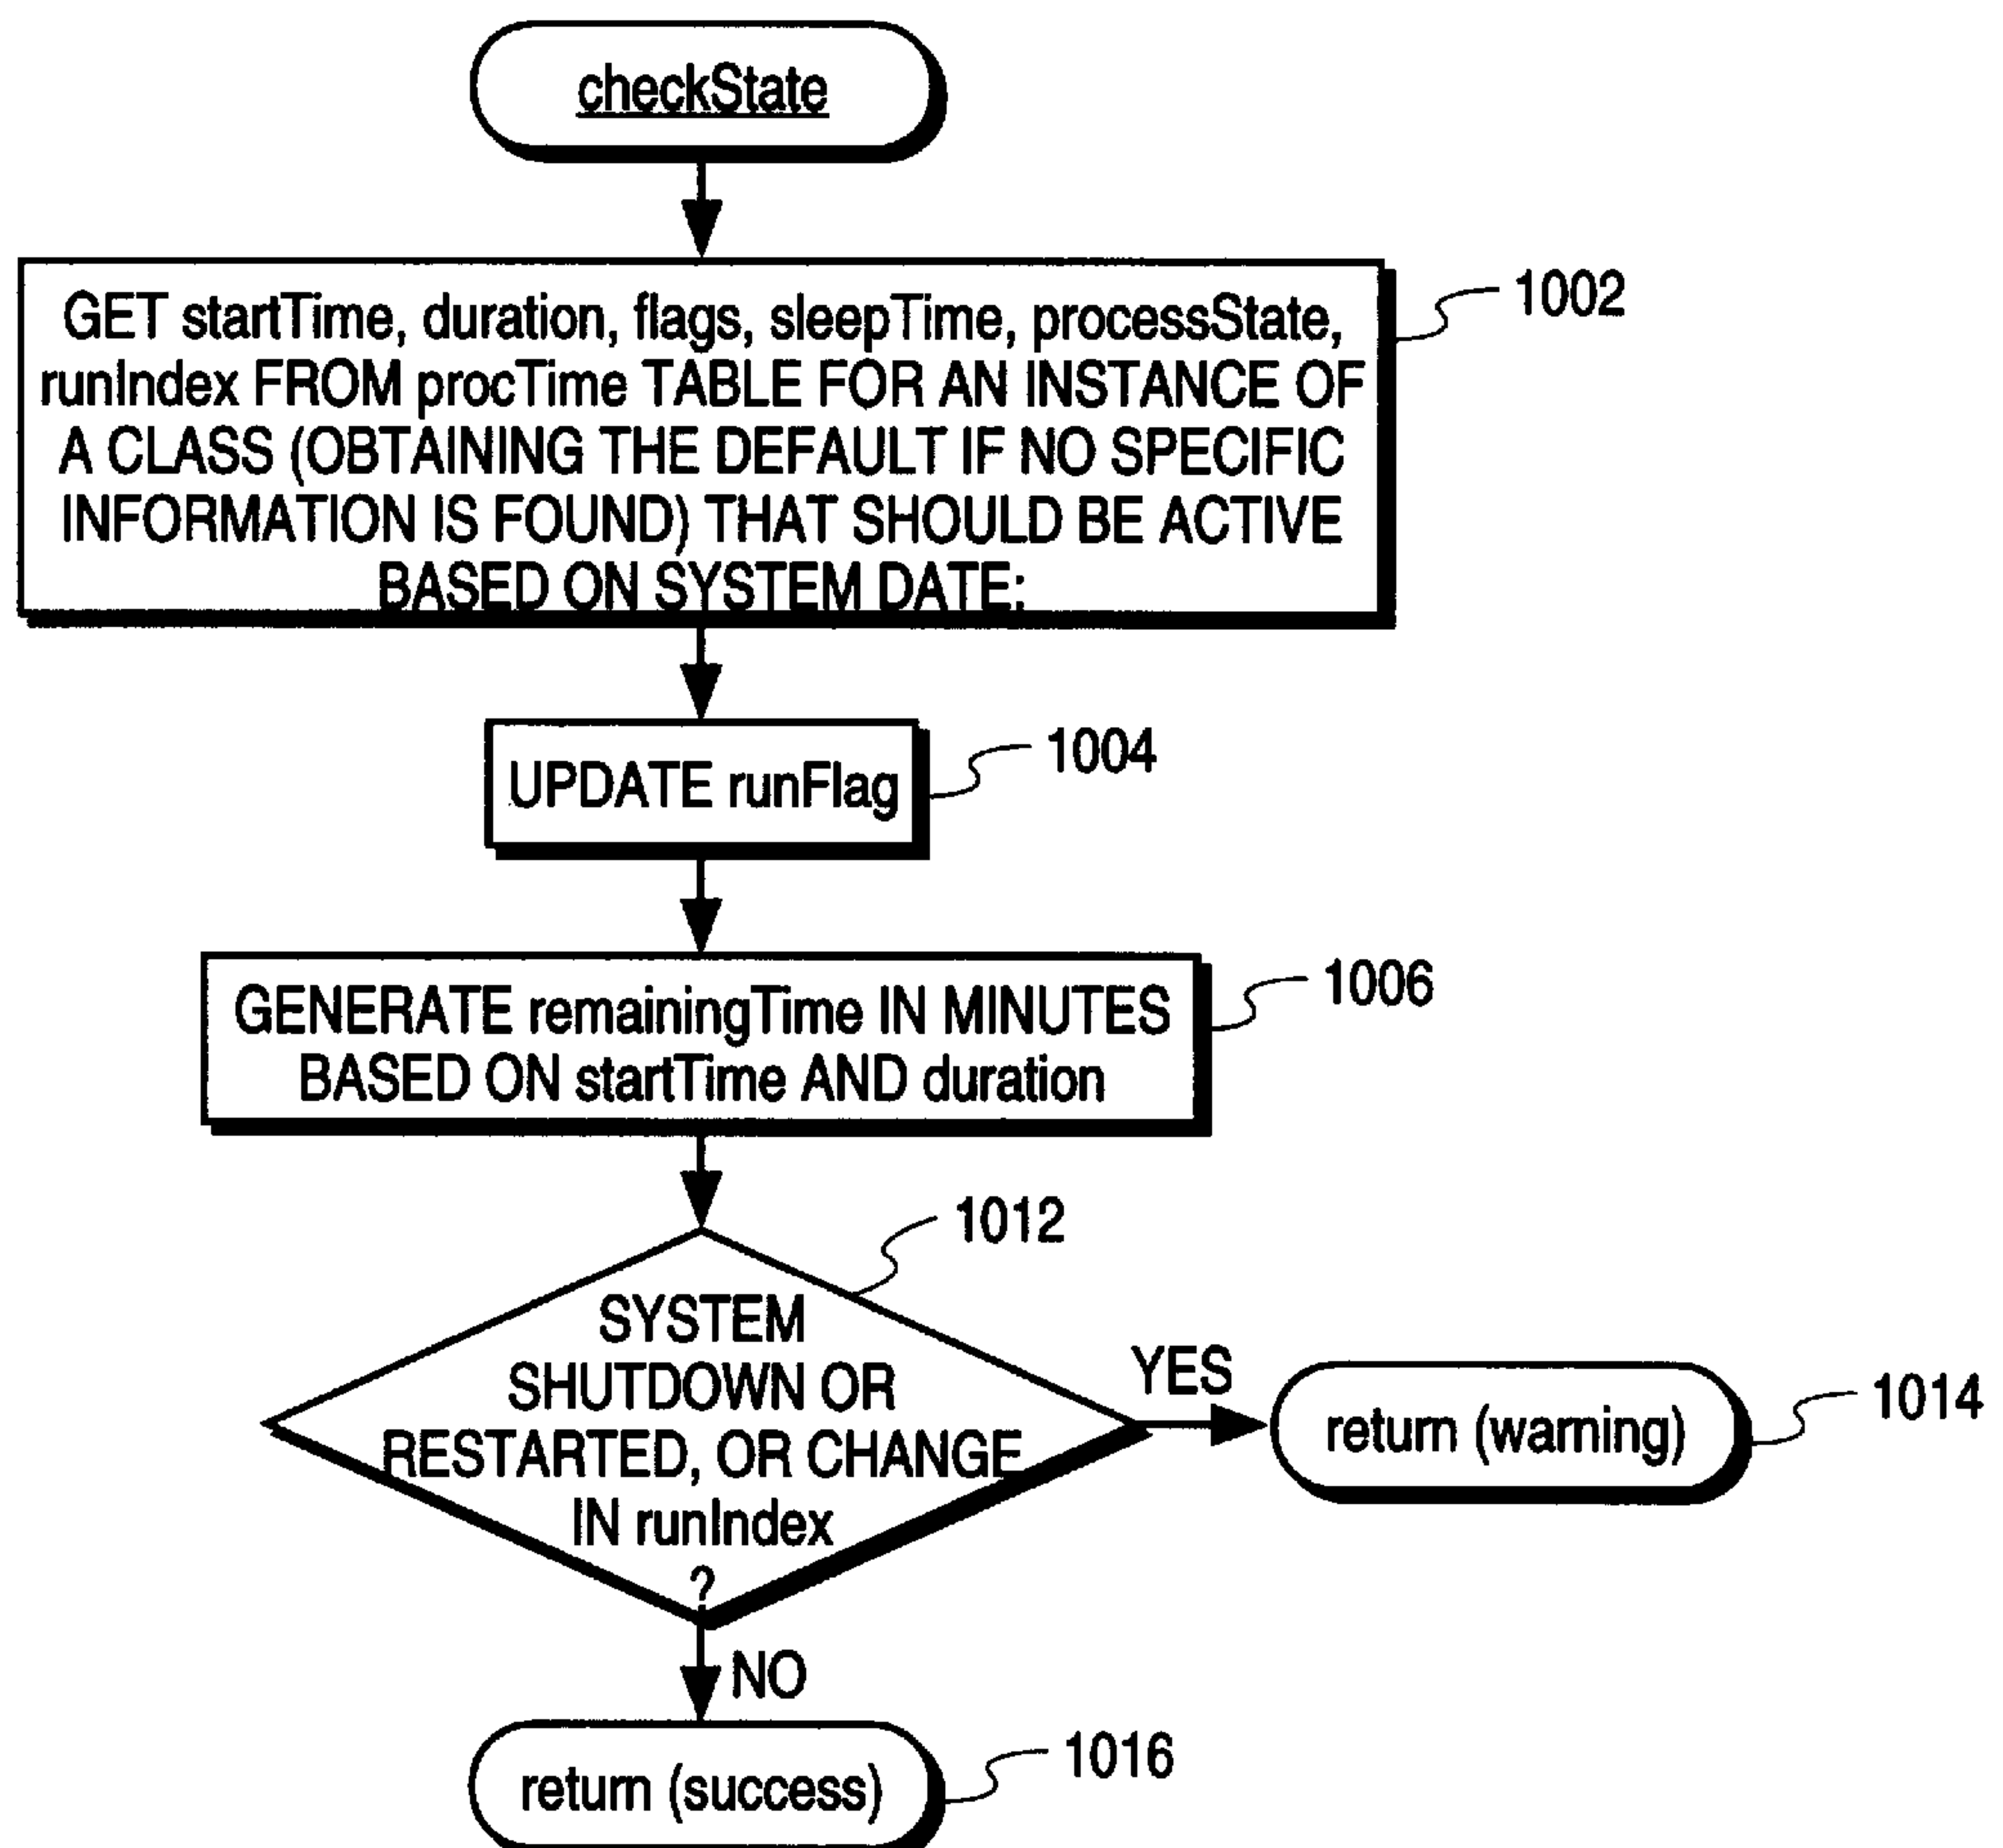 checkState
GET startTime, duration, flags, sleepTime, processState,
runIndex FROM procTime TABLE FOR AN INSTANCE OF
A CLASS (OBTAINING THE DEFAULT IF NO SPECIFIC
INFORMATION IS FOUND) THAT SHOULD BE ACTIVE
BASED ON SYSTEM DATE;
1002
UPDATE runFlag
1004
GENERATE remainingTime IN MINUTES
BASED ON startTime AND duration
1006
SYSTEM
SHUTDOWN OR
RESTARTED, OR CHANGE
IN runIndex
?
1012
YES
return (warning)
1014
NO
return (success)
1016